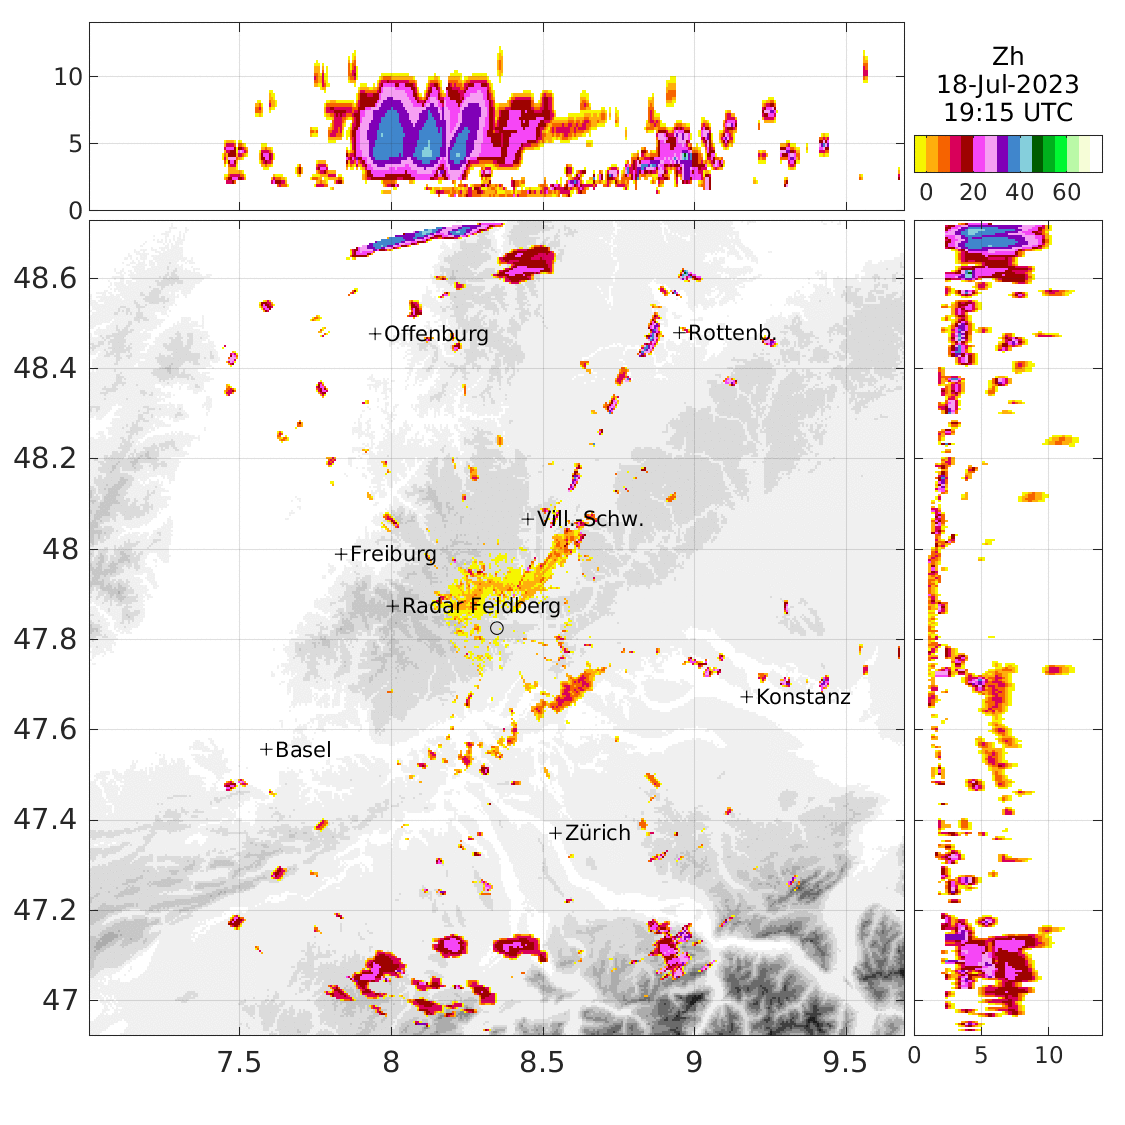 10
5
0
Zh
18-Jul-2023
19:15 UTC
0 20 40 60
48.6
48.4
48.2
48
47.8
47.6
47.4
47.2
47
+Offenburg
+Rottenb.
+Vill.-Schw.
+Freiburg
+Radar Feldberg
+Konstanz
+Basel
+Zürich
7.5 8 8.5 9 9.5
0 5 10